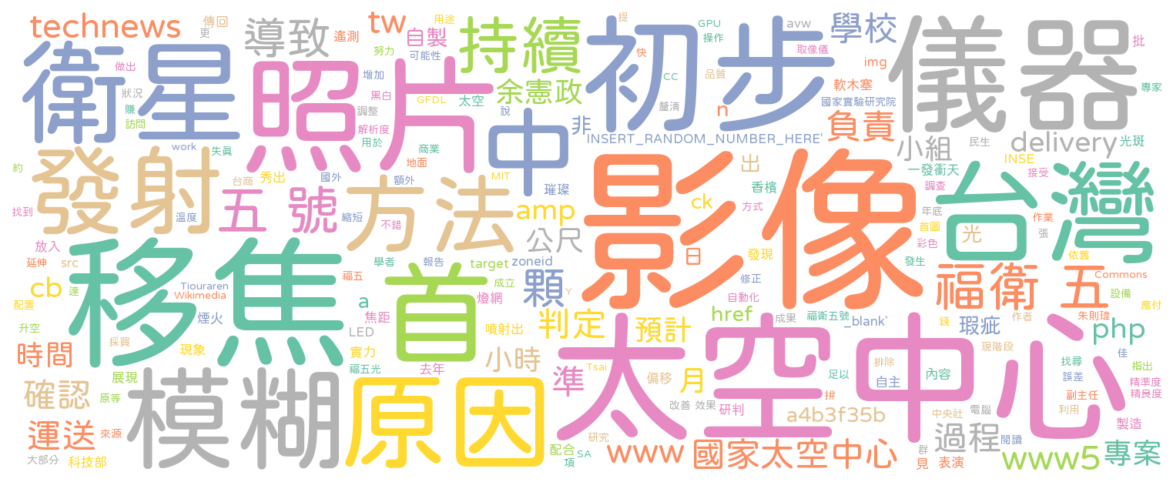 technews
傳回
更
導致
遙測
tw
用途
努力
可能性
自製
持續
捉
GPU
操作
avw
學校
儀器
批
衛星
做出
狀況
賺
訪問
照片
增加
黑白
GFDL
調整
解析度
太空
余憲政
銳
初步
快
cc
品質
釐清
取像儀
img
軟木塞
國家實驗研究院
專家
work
失真
用於
商業
地面
中
非
n
'INSERT_RANDOM_NUMBER_HERE'
負責
小組
民生
delivery
光斑
發射
約
找到
溫度
台商
秀出
國外
額外
MIT
璀璨
出
香檳
一發衝天
調查
INSE
接受
五 號
縮短
方法
不錯
amp
影像
ck
方式
年底
首圖
彩色
光
作業
張
台灣
放入
延伸
src
Tiouraren
Wikimedia
學者
報告
福五
target
成立
zoneid
公尺
日
發現
修正
發生
依舊
Commons
移焦
首
配置
達
cb
a
焦距
燈網
顆
自動化
福衛 五
設備
應付
升空
採買
煙火
LED
噴射出
Y
判定
預計
href
福衛五號
成果
_blank'
瑕疵
作者
錢
朱則瑋
php
時間
現象
實力
小時
太空中心
現階段
找尋
佳
指出
展現
福五光
去年
Tsai
準
偏移
月
排除
足以
自主
內容
誤差
精準度
精良度
確認
原等
模糊
原因
改善
效果
研判
a4b3f35b
拼
副主任
利用
中央社
電腦
製造
運送
來源
大部分
科技部
研究
配合
項
SA
www
國家太空中心
群
見
過程
表演
閱讀
www5
專案